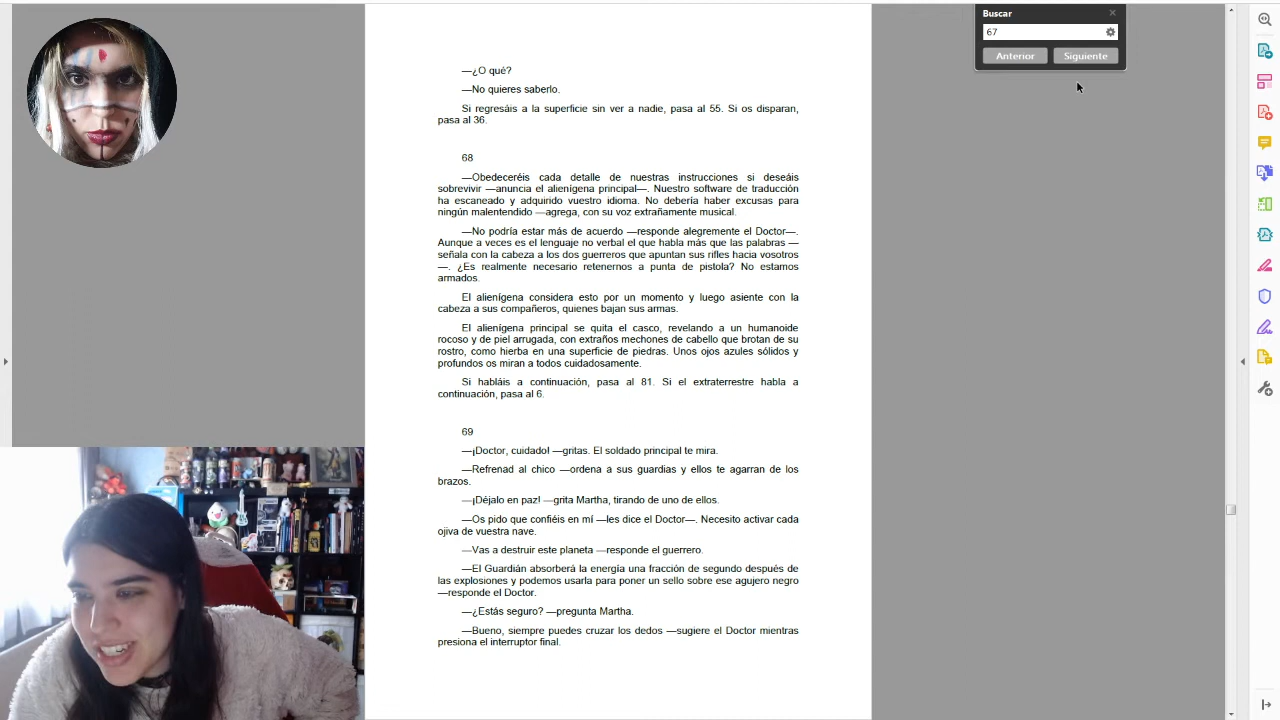 Buscar
67
Anterior
Siguiente
—¿O qué?
—No quieres saberlo.
Si regresáis a la superficie sin ver a nadie, pasa al 55. Si os disparan,
pasa al 36.
68
—Obedeceréis cada detalle de nuestras instrucciones si deseáis
sobrevivir —anuncia el alienígena principal—. Nuestro software de traducción
ha escaneado y adquirido vuestro idioma. No debería haber excusas para
ningún malentendido —agrega, con su voz extrañamente musical.
—No podría estar más de acuerdo —responde alegremente el Doctor—.
Aunque a veces es el lenguaje no verbal el que habla más que las palabras —
señala con la cabeza a los dos guerreros que apuntan sus rifles hacia vosotros
—. ¿Es realmente necesario retenernos a punta de pistola? No estamos
armados.
El alienígena considera esto por un momento y luego asiente con la
cabeza a sus compañeros, quienes bajan sus armas.
El alienígena principal se quita el casco, revelando a un humanoide
rocoso y de piel arrugada, con extraños mechones de cabello que brotan de su
rostro, como hierba en una superficie de piedras. Unos ojos azules sólidos y
profundos os miran a todos cuidadosamente.
Si habláis a continuación, pasa al 81. Si el extraterrestre habla a
continuación, pasa al 6.
69
—¡Doctor, cuidado! —gritas. El soldado principal te mira.
—Refrenad al chico —ordena a sus guardias y ellos te agarran de los
brazos.
—¡Déjalo en paz! —grita Martha, tirando de uno de ellos.
—Os pido que confiéis en mí —les dice el Doctor—. Necesito activar cada
ojiva de vuestra nave.
—Vas a destruir este planeta —responde el guerrero.
—El Guardián absorberá la energía una fracción de segundo después de
las explosiones y podemos usarla para poner un sello sobre ese agujero negro
—responde el Doctor.
—¿Estás seguro? —pregunta Martha.
—Bueno, siempre puedes cruzar los dedos —sugiere el Doctor mientras
presiona el interruptor final.